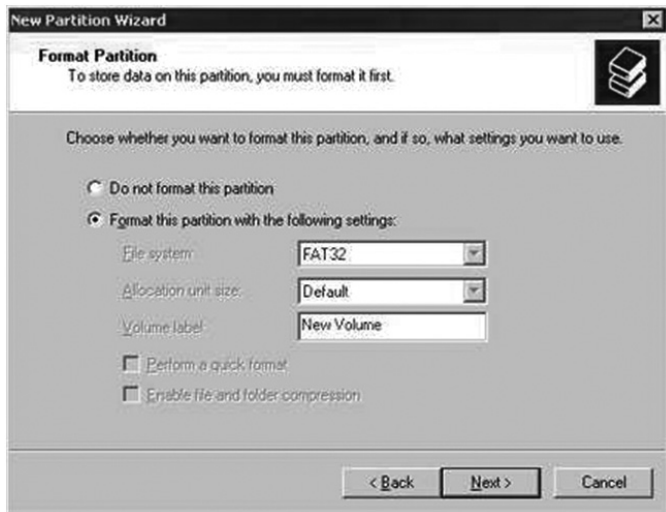 New Partition Wizard
Format Partition
To store data on this partition, you must format it first.
Choose whether you want to format this partition, and if so, what settings you want to use.
Do not format this partition
Format this partition with the following settings:
File system: FAT32
Allocation unit size: Default
Volume label: New Volume
Perform a quick format
Enable file and folder compression
< Back Next > Cancel